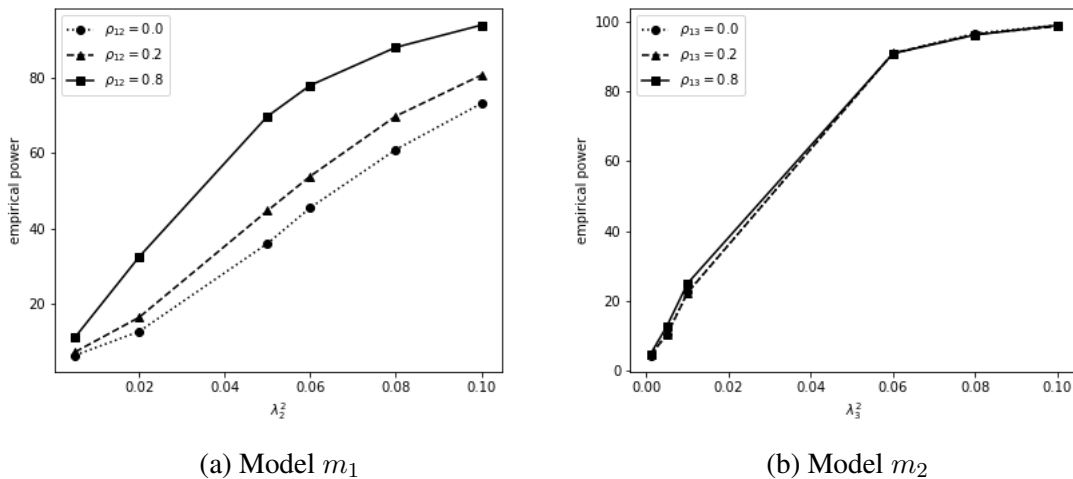 ρ₁₂ = 0.0
ρ₁₂ = 0.2
ρ₁₂ = 0.8
empirical power
80
60
40
20
0.02 0.04 0.06 0.08 0.10
λ₂²
(a) Model m₁
ρ₁₃ = 0.0
ρ₁₃ = 0.2
ρ₁₃ = 0.8
empirical power
100
80
60
40
20
0
0.00 0.02 0.04 0.06 0.08 0.10
λ₃²
(b) Model m₂